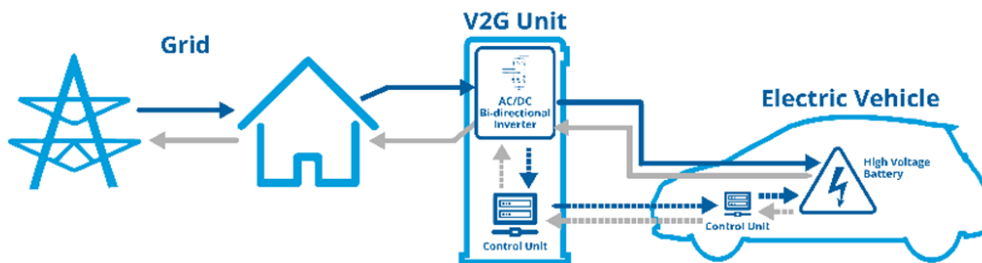 V2G Unit
Grid
AC/DC
Bi-directional
Inverter
Electric Vehicle
High Voltage
Battery
Control Unit
Control Unit